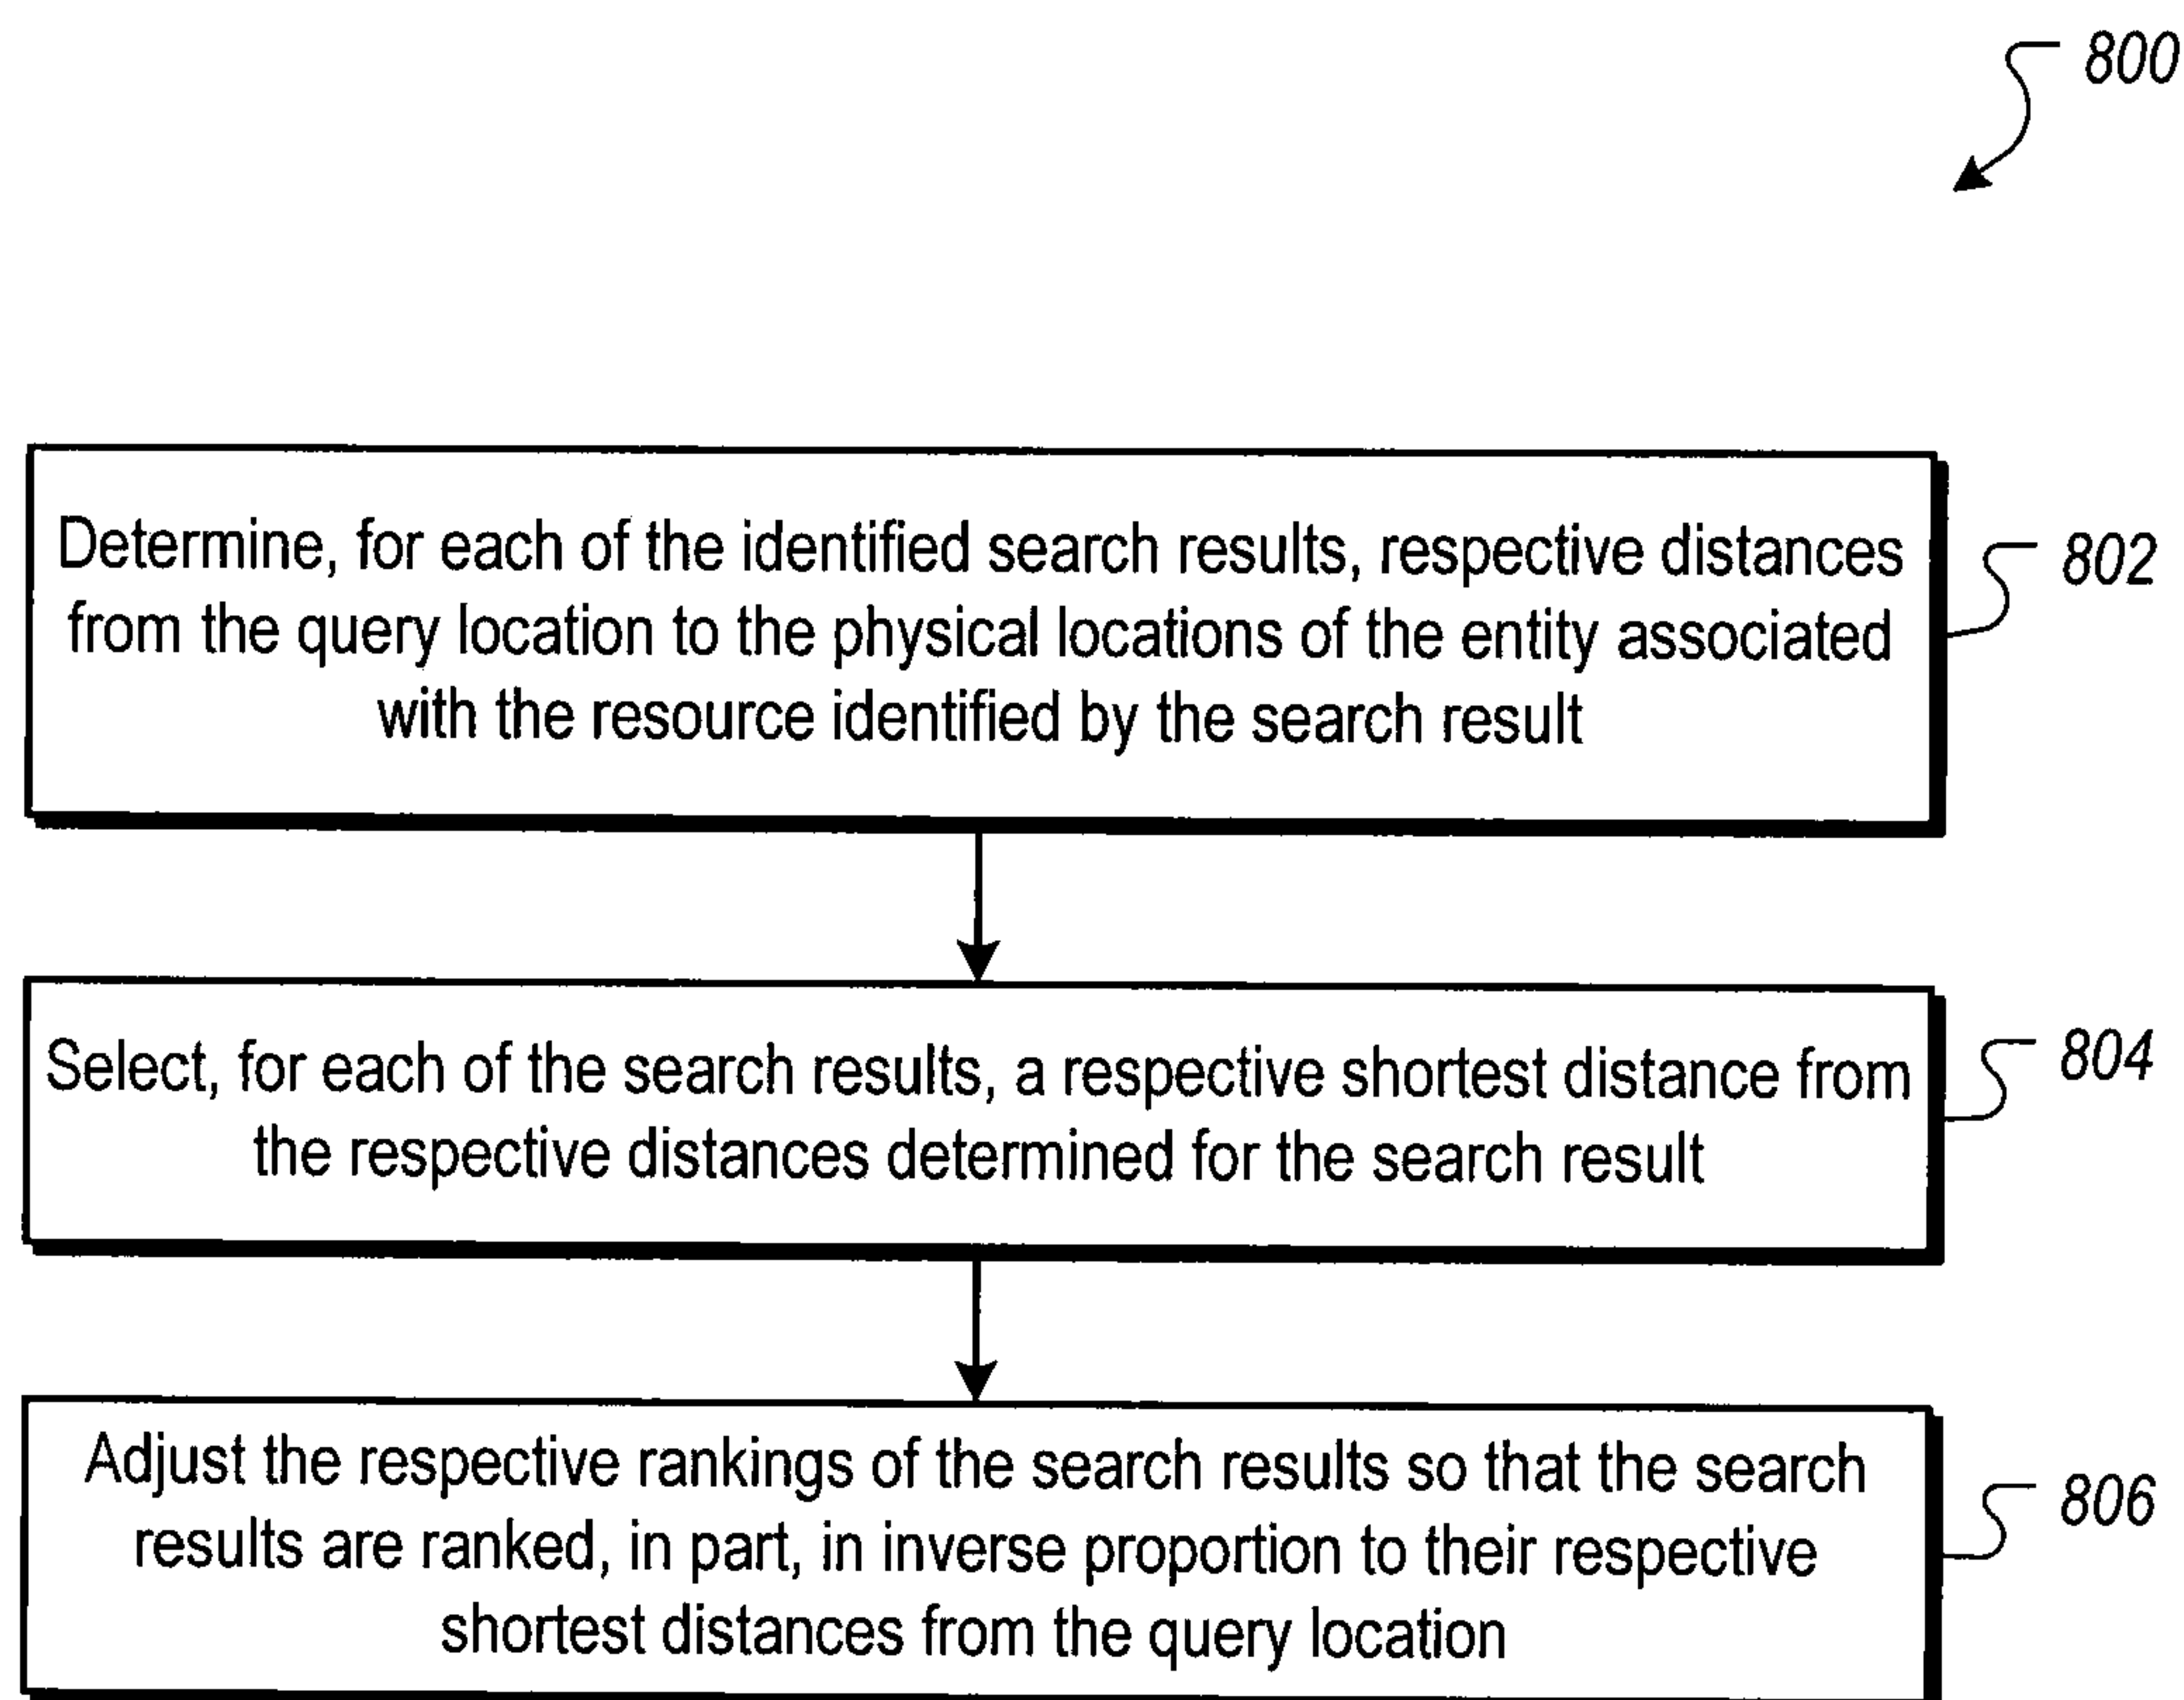 800
Determine, for each of the identified search results, respective distances
from the query location to the physical locations of the entity associated
with the resource identified by the search result
802
Select, for each of the search results, a respective shortest distance from
the respective distances determined for the search result
804
Adjust the respective rankings of the search results so that the search
results are ranked, in part, in inverse proportion to their respective
shortest distances from the query location
806